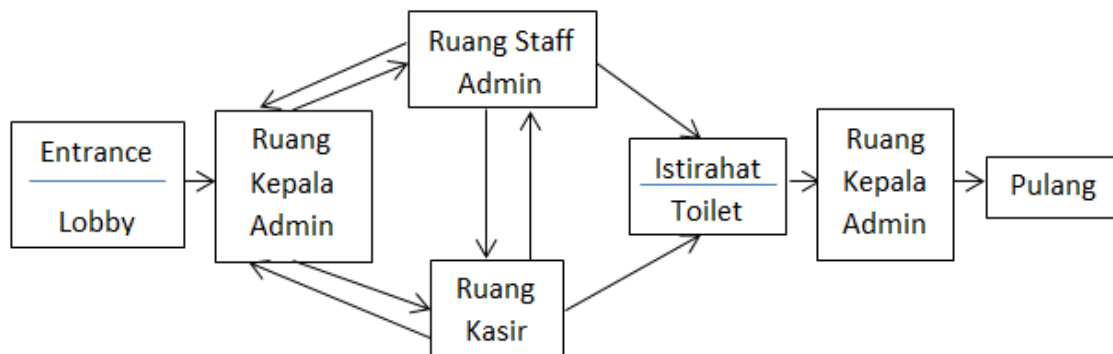 Entrance
Lobby
Ruang
Kepala
Admin
Ruang Staff
Admin
Ruang
Kasir
Istirahat
Toilet
Ruang
Kepala
Admin
Pulang